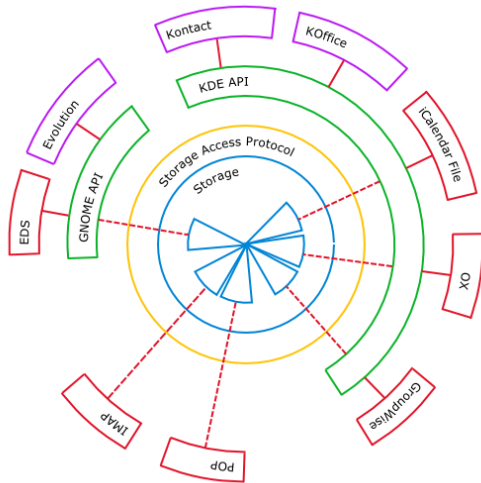 Kontact
KOffice
KDE API
Evolution
iCalendar File
Storage Access Protocol
Storage
GNOME API
EDS
OX
GroupWise
IMAP
POP